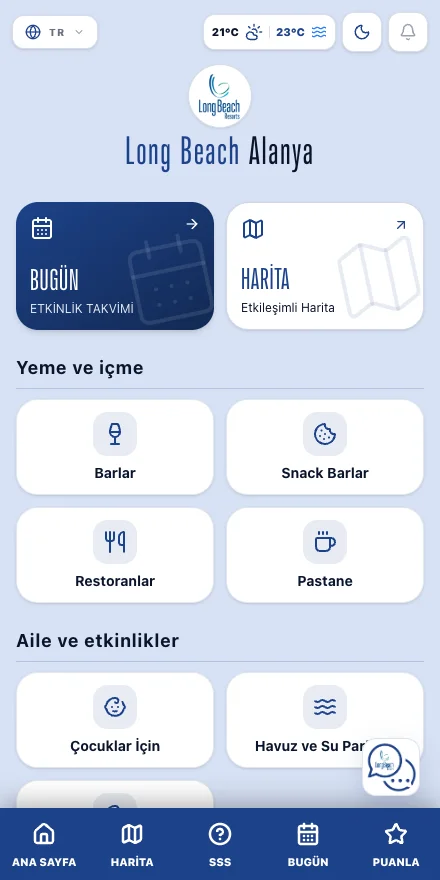 TR
21°C
23°C
Long Beach
Resorts
Long Beach Alanya
BUGÜN
ETKİNLİK TAKVİMİ
HARİTA
Etkileşimli Harita
Yeme ve içme
Barlar
Snack Barlar
Restoranlar
Pastane
Aile ve etkinlikler
Çocuklar İçin
Havuz ve Su
ANA SAYFA
HARİTA
SSS
BUGÜN
PUANLA